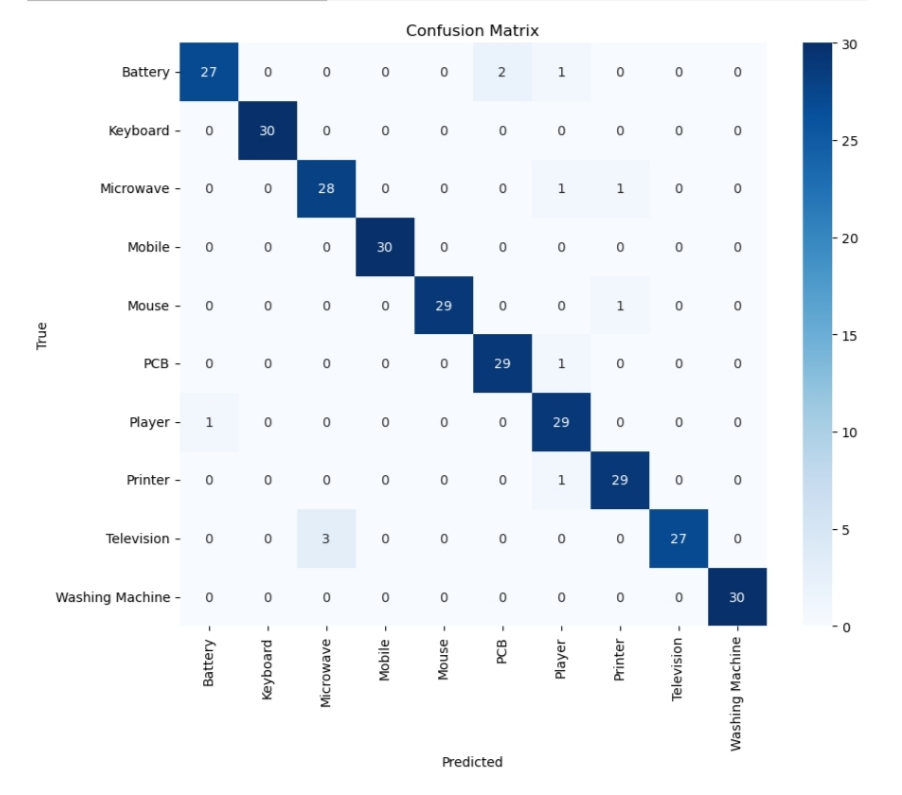 Confusion Matrix
Battery 27 0 0 0 0 2 1 0 0 0
Keyboard 0 30 0 0 0 0 0 0 0 0
Microwave 0 0 28 0 0 0 1 1 0 0
Mobile 0 0 0 30 0 0 0 0 0 0
Mouse 0 0 0 0 29 0 0 1 0 0
PCB 0 0 0 0 0 29 1 0 0 0
Player 1 0 0 0 0 0 29 0 0 0
Printer 0 0 0 0 0 0 1 29 0 0
Television 0 0 3 0 0 0 0 0 27 0
Washing Machine 0 0 0 0 0 0 0 0 0 30
True
Battery Keyboard Microwave Mobile Mouse PCB Player Printer Television Washing Machine
Predicted
30
25
20
15
10
5
0